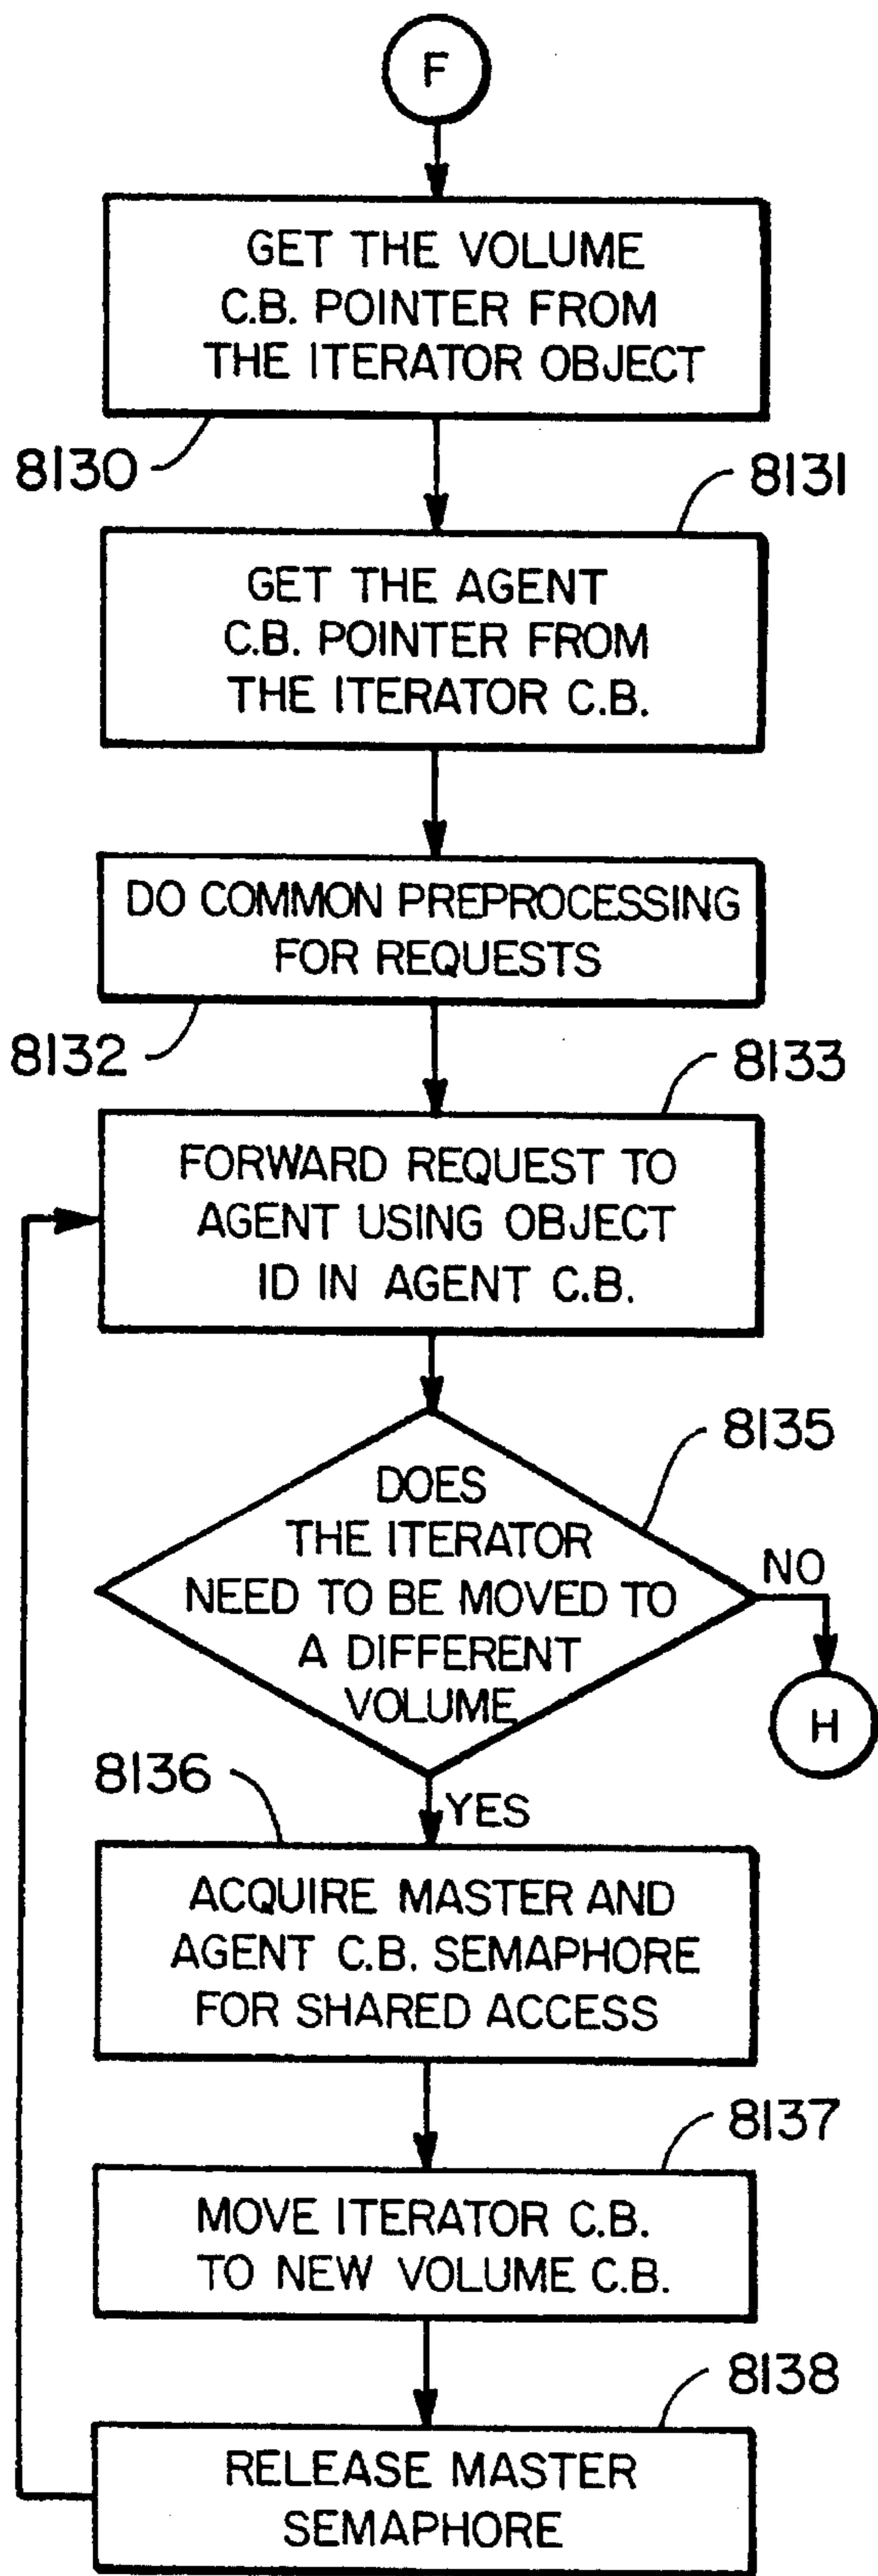 F
GET THE VOLUME
C.B. POINTER FROM
THE ITERATOR OBJECT
8130
8131
GET THE AGENT
C.B. POINTER FROM
THE ITERATOR C.B.
DO COMMON PREPROCESSING
FOR REQUESTS
8132
8133
FORWARD REQUEST TO
AGENT USING OBJECT
ID IN AGENT C.B.
8135
DOES
THE ITERATOR
NEED TO BE MOVED TO
A DIFFERENT
VOLUME
NO
H
8136
YES
ACQUIRE MASTER AND
AGENT C.B. SEMAPHORE
FOR SHARED ACCESS
8137
MOVE ITERATOR C.B.
TO NEW VOLUME C.B.
8138
RELEASE MASTER
SEMAPHORE